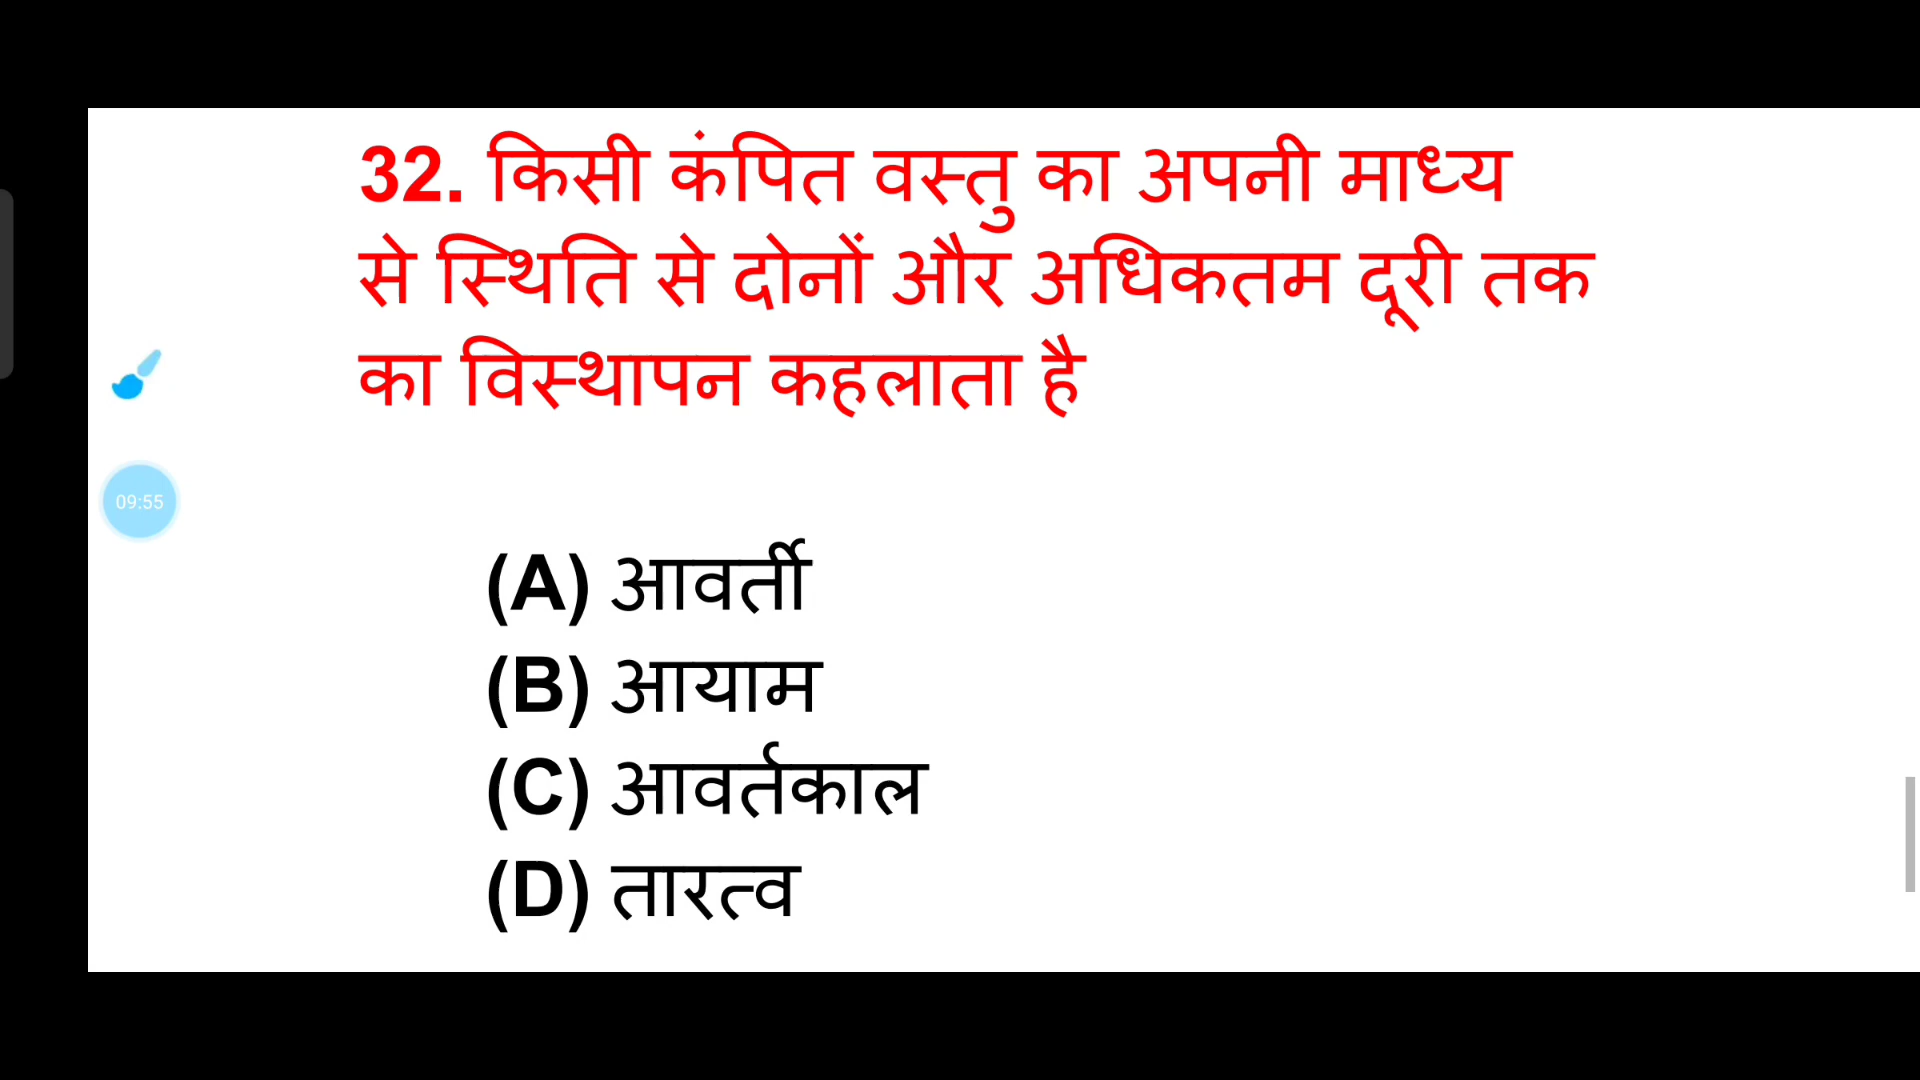 32. किसी कंपित वस्तु का अपनी माध्य
से स्थिति से दोनों और अधिकतम दूरी तक
का विस्थापन कहलाता है
09:55
(A) आवर्ती
(B) आयाम
(C) आवर्तकाल
(D) तारत्व